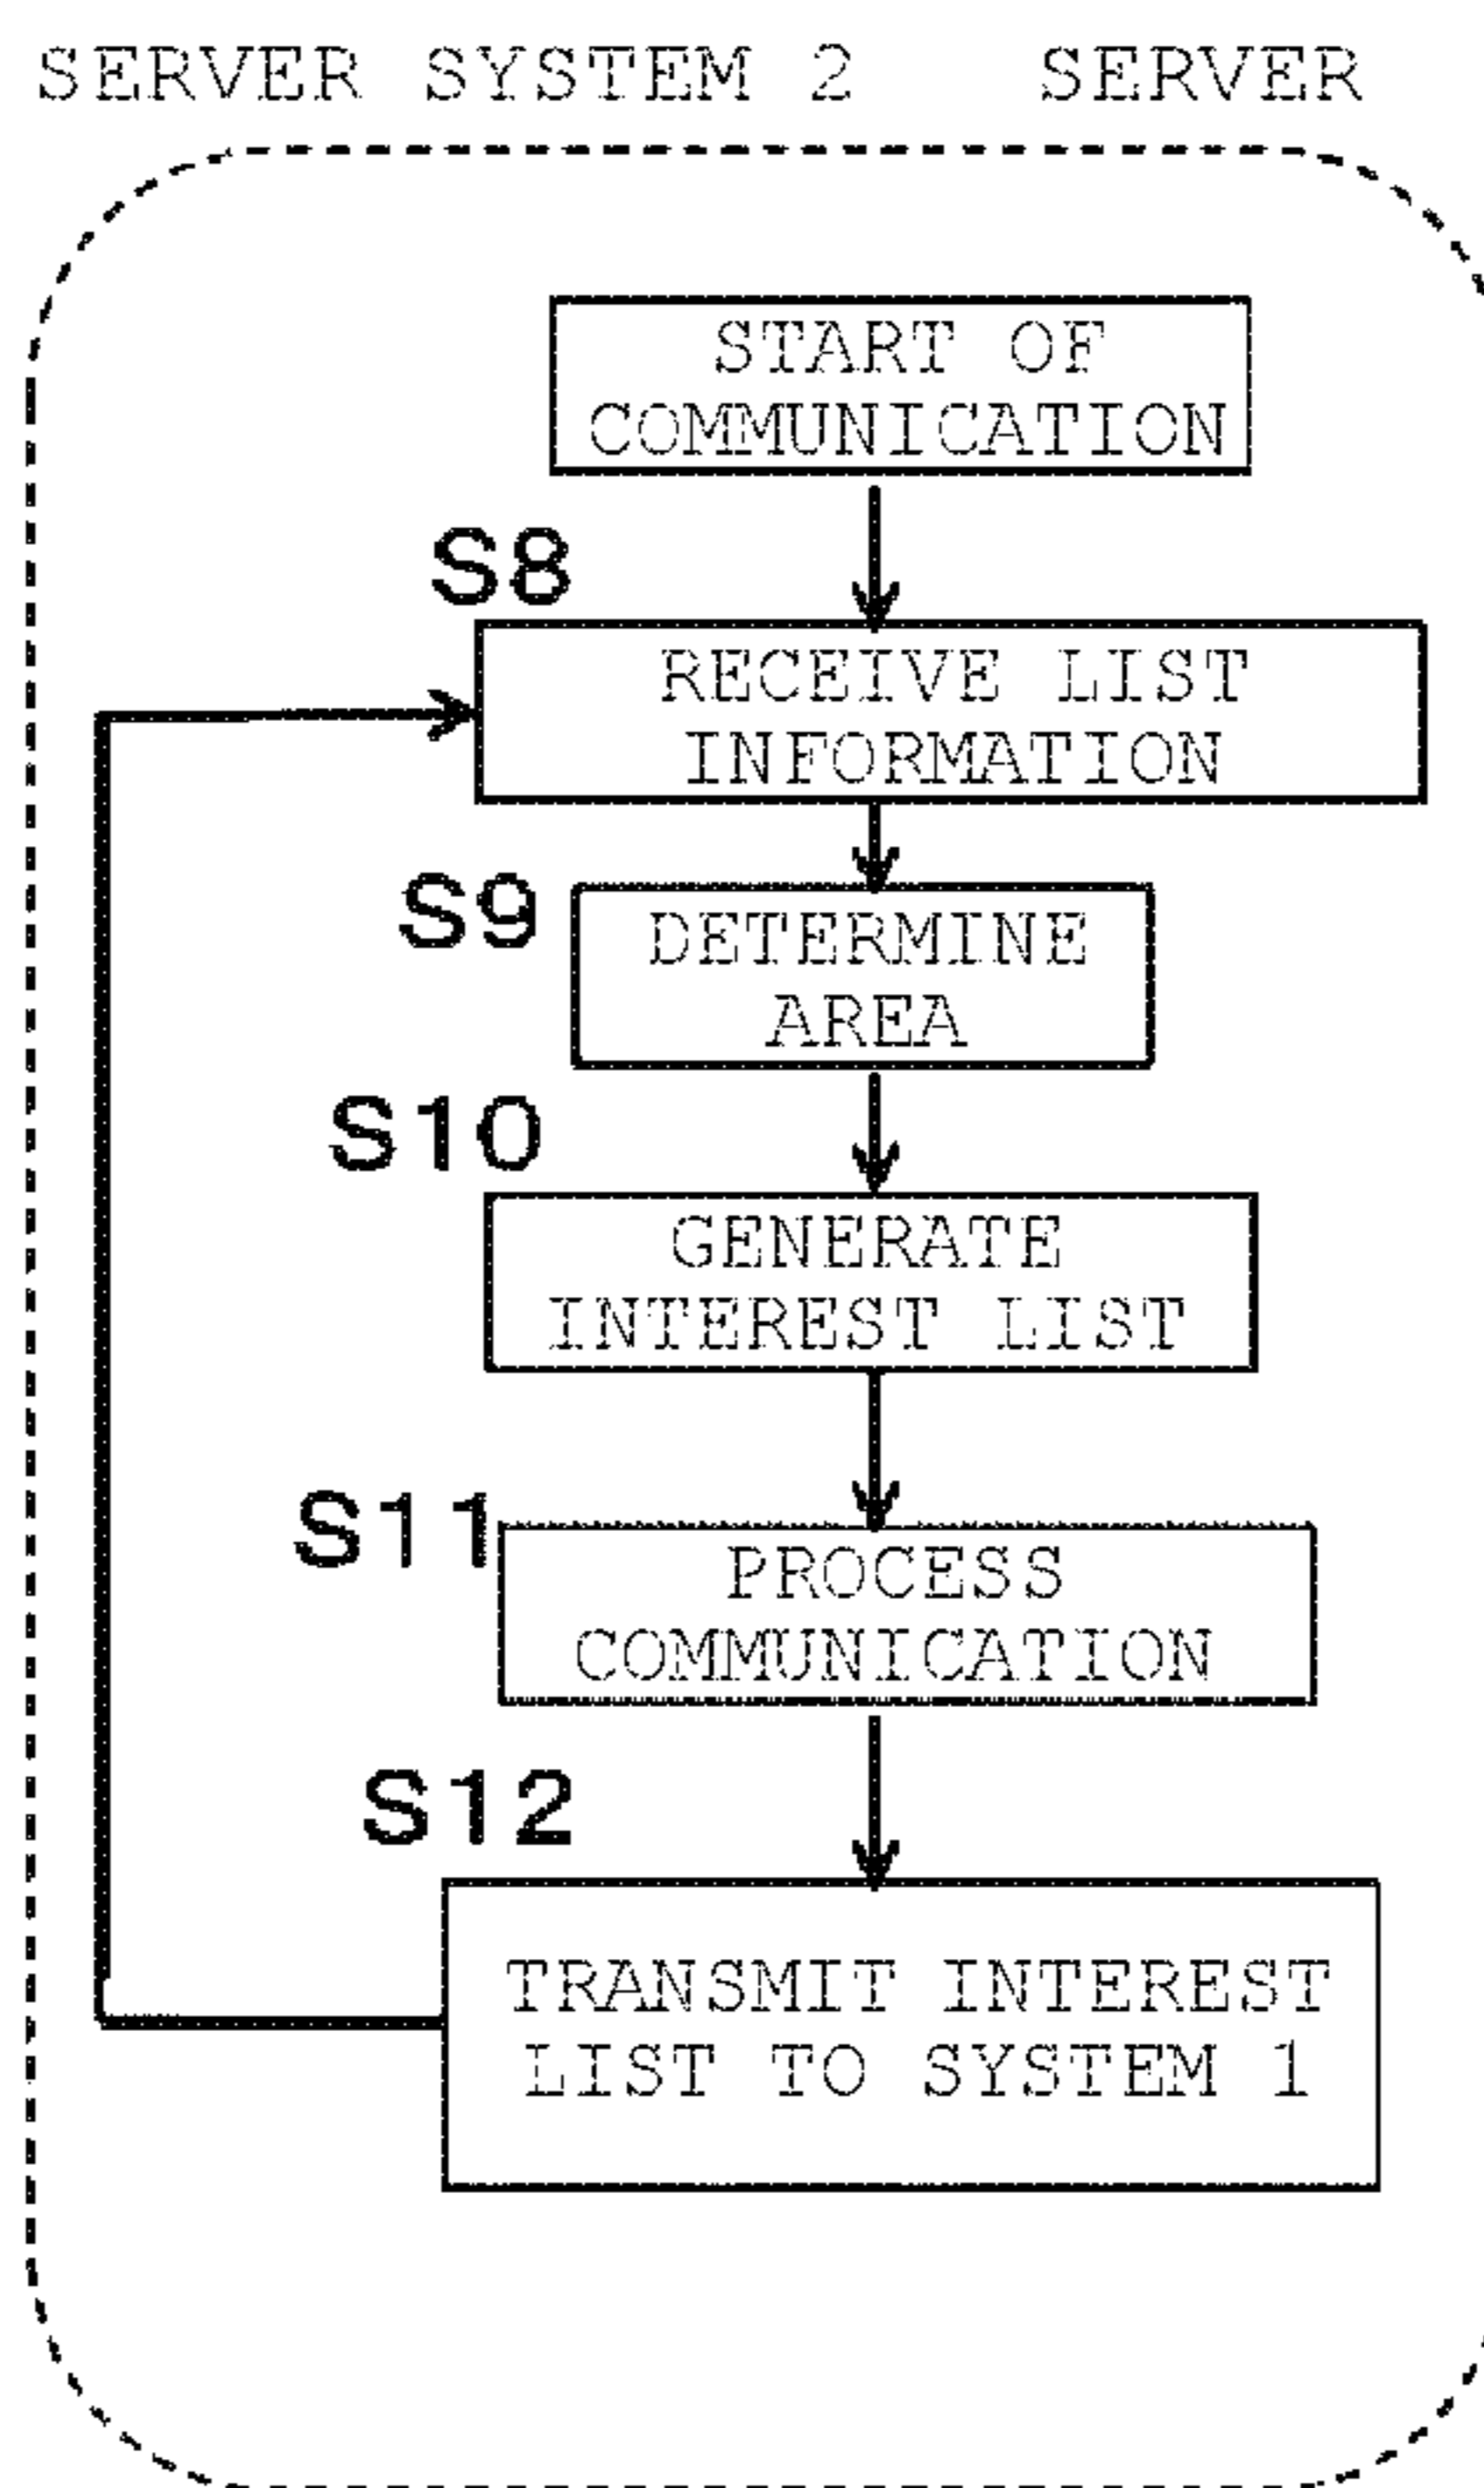 SERVER SYSTEM 2 SERVER
START OF
COMMUNICATION
S8
RECEIVE LIST
INFORMATION
S9
DETERMINE
AREA
S10
GENERATE
INTEREST LIST
S11
PROCESS
COMMUNICATION
S12
TRANSMIT INTEREST
LIST TO SYSTEM 1